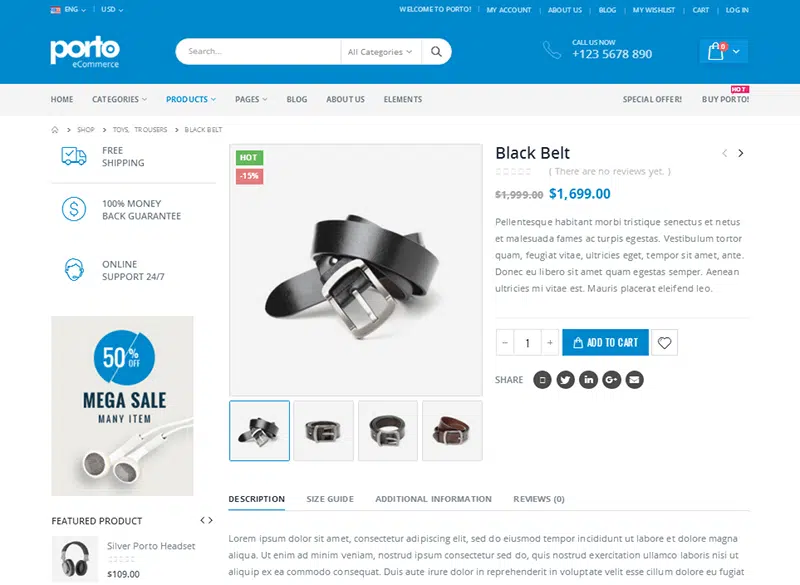 ENG
USD
WELCOME TO PORTO!
MY ACCOUNT
ABOUT US
BLOG
MY WISHLIST
CART
LOG IN
porto
eCommerce
Search...
All Categories
CALL US NOW
+123 5678 890
0
HOT
HOME
CATEGORIES
PRODUCTS
PAGES
BLOG
ABOUT US
ELEMENTS
SPECIAL OFFER!
BUY PORTO!
SHOP
TOYS, TROUSERS
BLACK BELT
FREE
SHIPPING
100% MONEY
BACK GUARANTEE
ONLINE
SUPPORT 24/7
50%
OFF
MEGA SALE
MANY ITEM
FEATURED PRODUCT
Silver Porto Headset
$109.00
HOT
-15%
Black Belt
( There are no reviews yet. )
$1,999.00 $1,699.00
Pellentesque habitant morbi tristique senectus et netus
et malesuada fames ac turpis egestas. Vestibulum tortor
quam, feugiat vitae, ultricies eget, tempor sit amet, ante.
Donec eu libero sit amet quam egestas semper. Aenean
ultricies mi vitae est. Mauris placerat eleifend leo.
- 1 +
ADD TO CART
SHARE
G+
DESCRIPTION
SIZE GUIDE
ADDITIONAL INFORMATION
REVIEWS (0)
Lorem ipsum dolor sit amet, consectetur adipiscing elit, sed do eiusmod tempor incididunt ut labore et dolore magna
aliqua. Ut enim ad minim veniam, nostrud ipsum consectetur sed do, quis nostrud exercitation ullamco laboris nisi ut
aliquip ex ea commodo consequat. Duis aute irure dolor in reprehenderit in voluptate velit esse cillum dolore eu fugiat